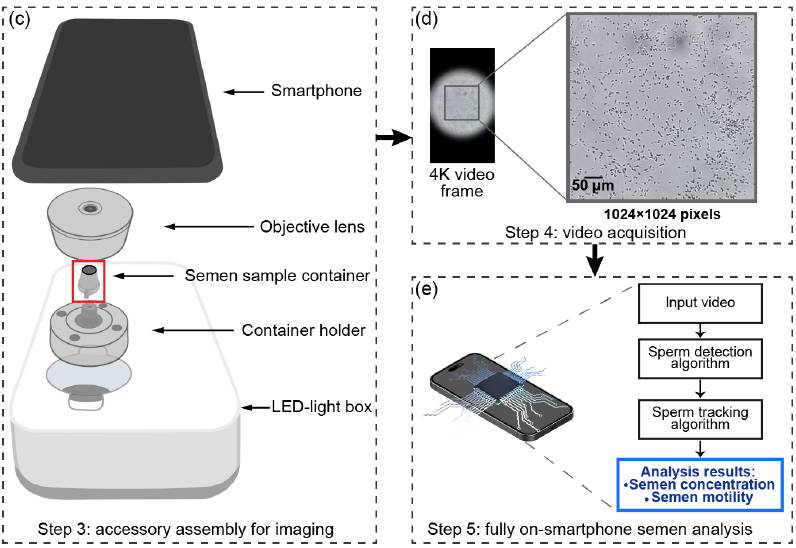 (c)
Smartphone
Objective lens
Semen sample container
Container holder
LED-light box
Step 3: accessory assembly for imaging
(d)
4K video
frame
50 µm
1024×1024 pixels
Step 4: video acquisition
(e)
Input video
Sperm detection
algorithm
Sperm tracking
algorithm
Analysis results:
•Semen concentration
•Semen motility
Step 5: fully on-smartphone semen analysis